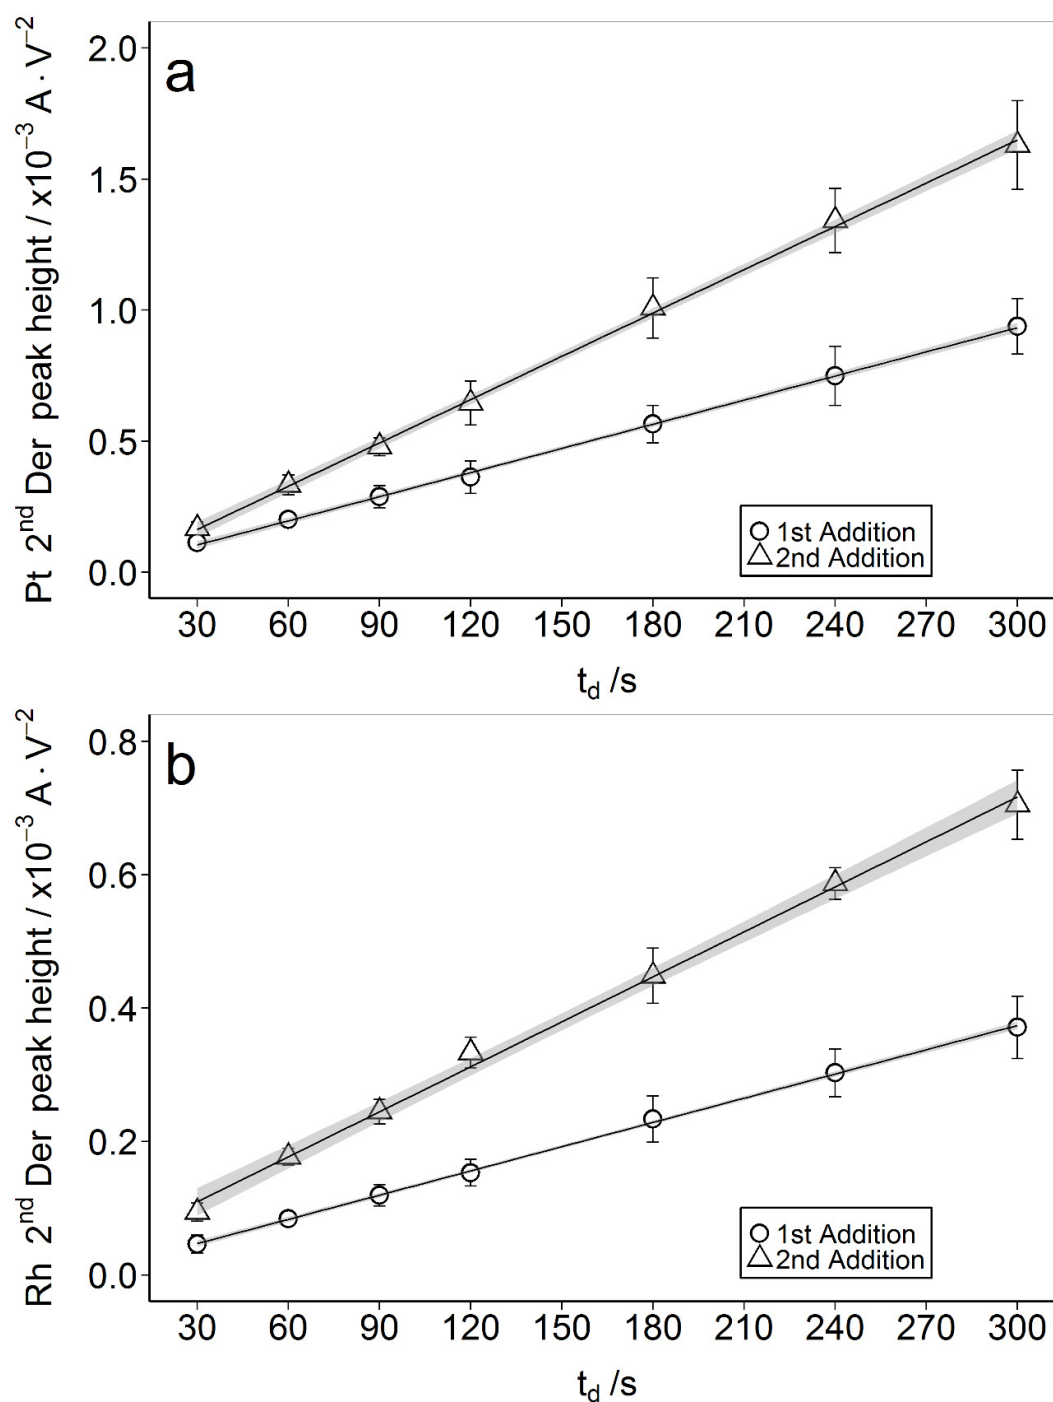 a
Pt 2nd Der peak height / x10−3 A · V−2
2.0
1.5
1.0
0.5
0.0
1st Addition
2nd Addition
30 60 90 120 150 180 210 240 270 300
td /s
b
Rh 2nd Der peak height / x10−3 A · V−2
0.8
0.6
0.4
0.2
0.0
1st Addition
2nd Addition
30 60 90 120 150 180 210 240 270 300
td /s